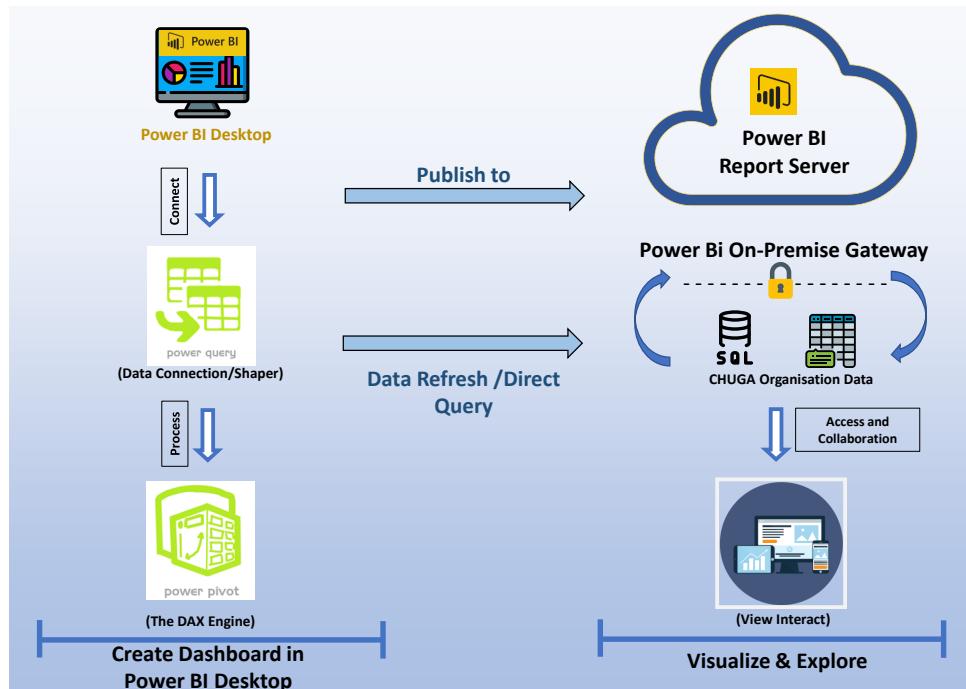 Power BI
Power BI Desktop
Connect
power query
(Data Connection/Shaper)
Process
power pivot
(The DAX Engine)
Create Dashboard in
Power BI Desktop
Publish to
Data Refresh /Direct
Query
Power BI
Report Server
Power Bi On-Premise Gateway
SQL
CHUGA Organisation Data
Access and
Collaboration
(View Interact)
Visualize & Explore